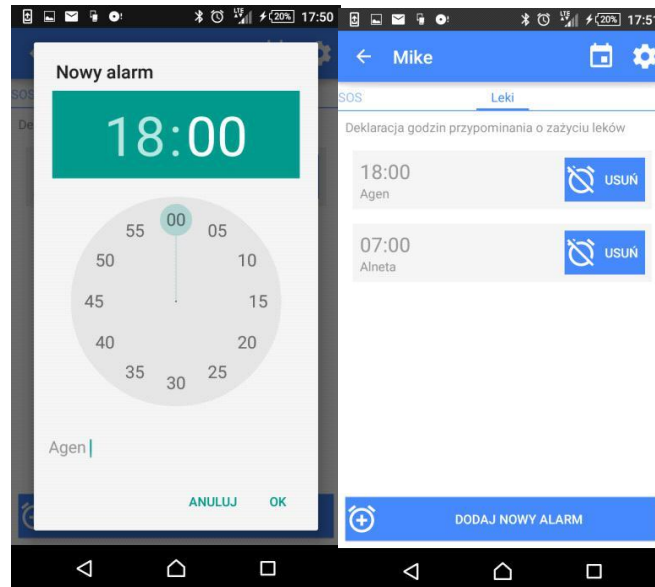 20% 17:50
Nowy alarm
18:00
00
55 05
50 10
45 15
40 20
35 25
30
Agen
ANULUJ OK
20% 17:51
Mike
SOS Leki
Deklaracja godzin przypominania o zażyciu leków
18:00
Agen
USUŃ
07:00
Alneta
USUŃ
DODAJ NOWY ALARM